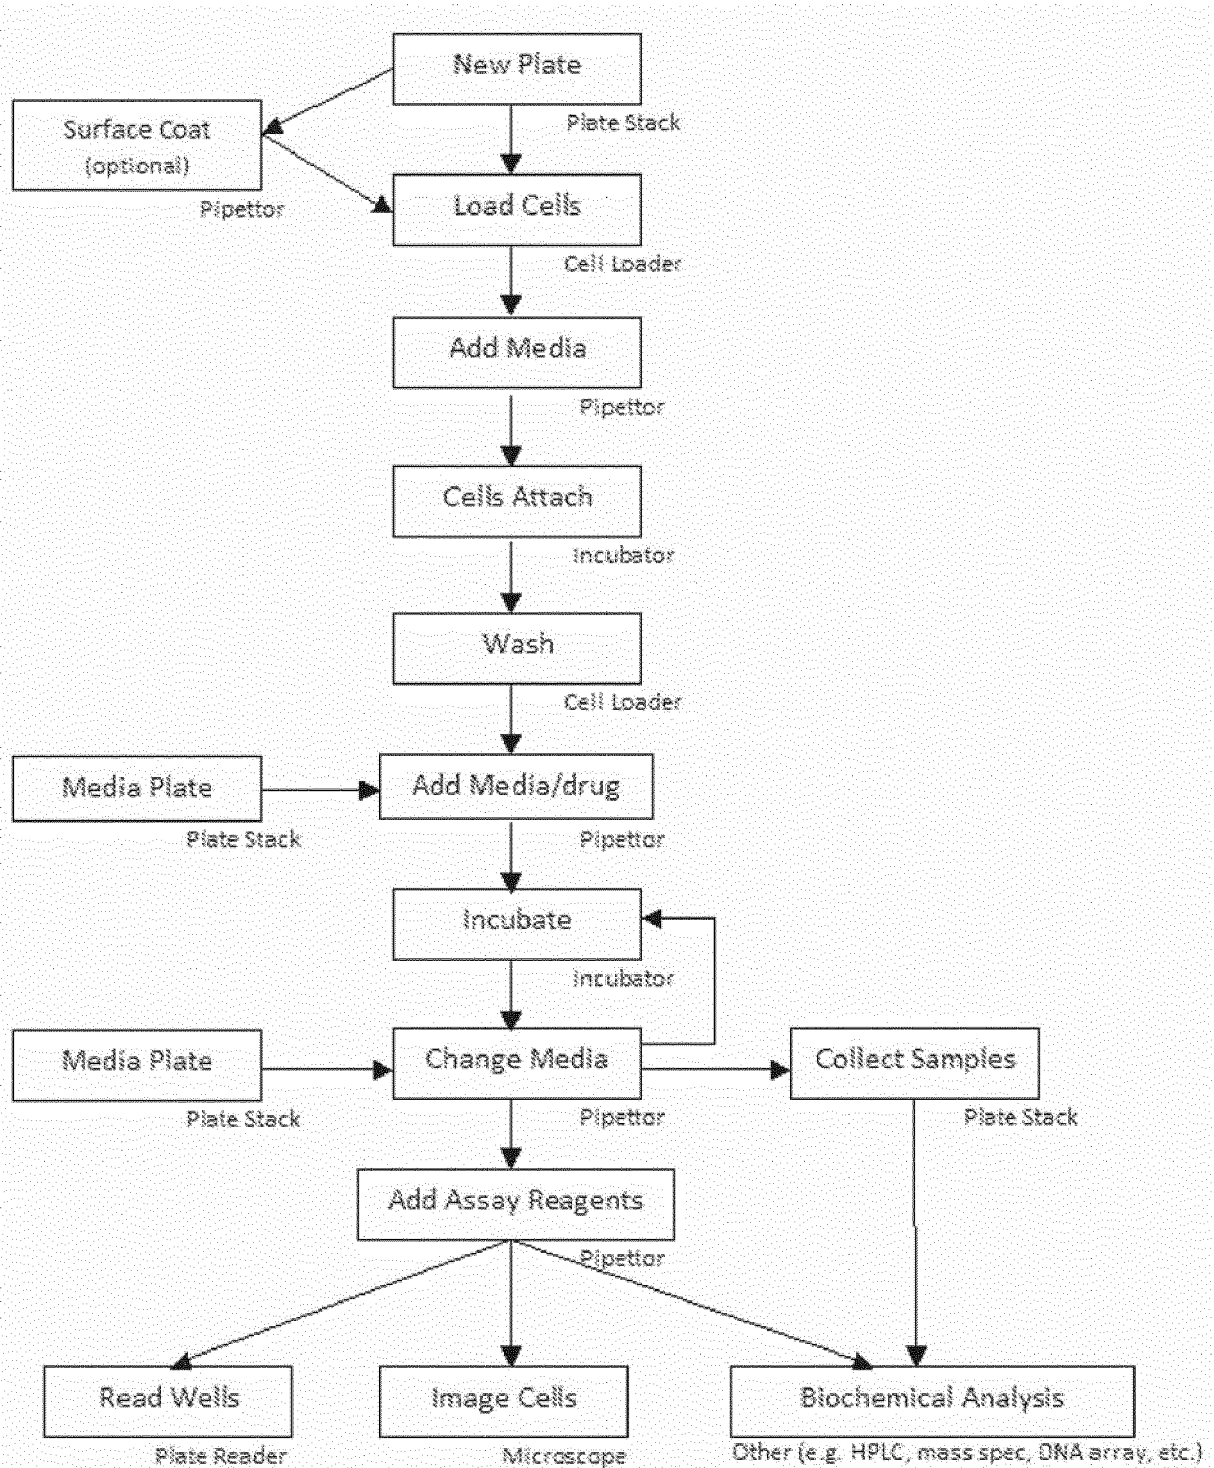 New Plate
Plate Stack
Surface Coat
(optional)
Pipettor
Load Cells
Cell Loader
Add Media
Pipettor
Cells Attach
Incubator
Wash
Cell Loader
Media Plate
Plate Stack
Add Media/drug
Pipettor
Incubate
Incubator
Media Plate
Plate Stack
Change Media
Pipettor
Collect Samples
Plate Stack
Add Assay Reagents
Pipettor
Read Wells
Plate Reader
Image Cells
Microscope
Biochemical Analysis
Other (e.g. HPLC, mass spec, DNA array, etc.)